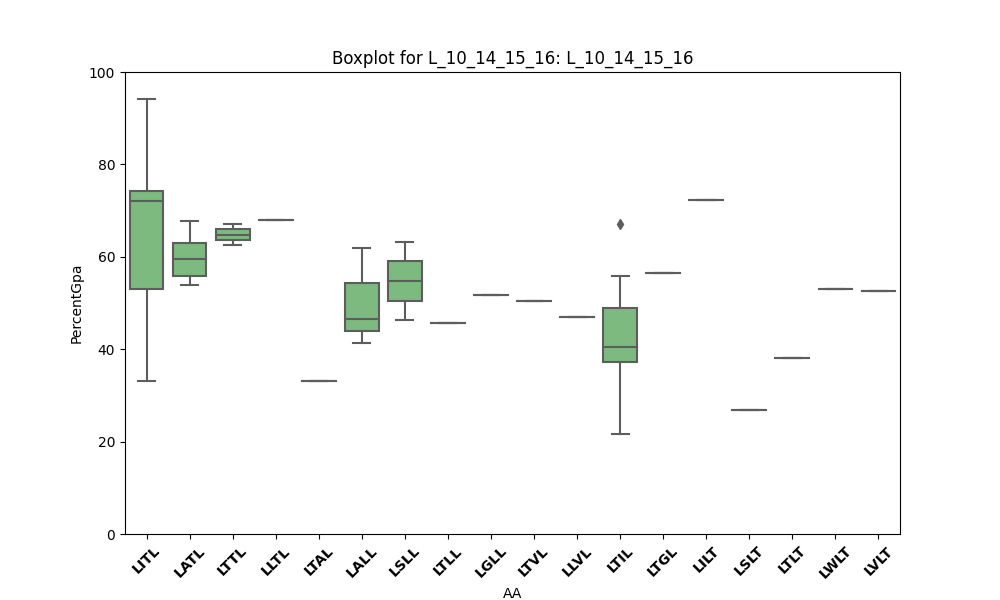 Boxplot for L_10_14_15_16: L_10_14_15_16
100
80
60
40
20
0
PercentGpa
LITL LATL LTTL LLTL LTAL LALL LSLL LTLL LGLL LTVL LLVL LTIL LTGL LILT LSLT LTLT LWLT LVLT
AA